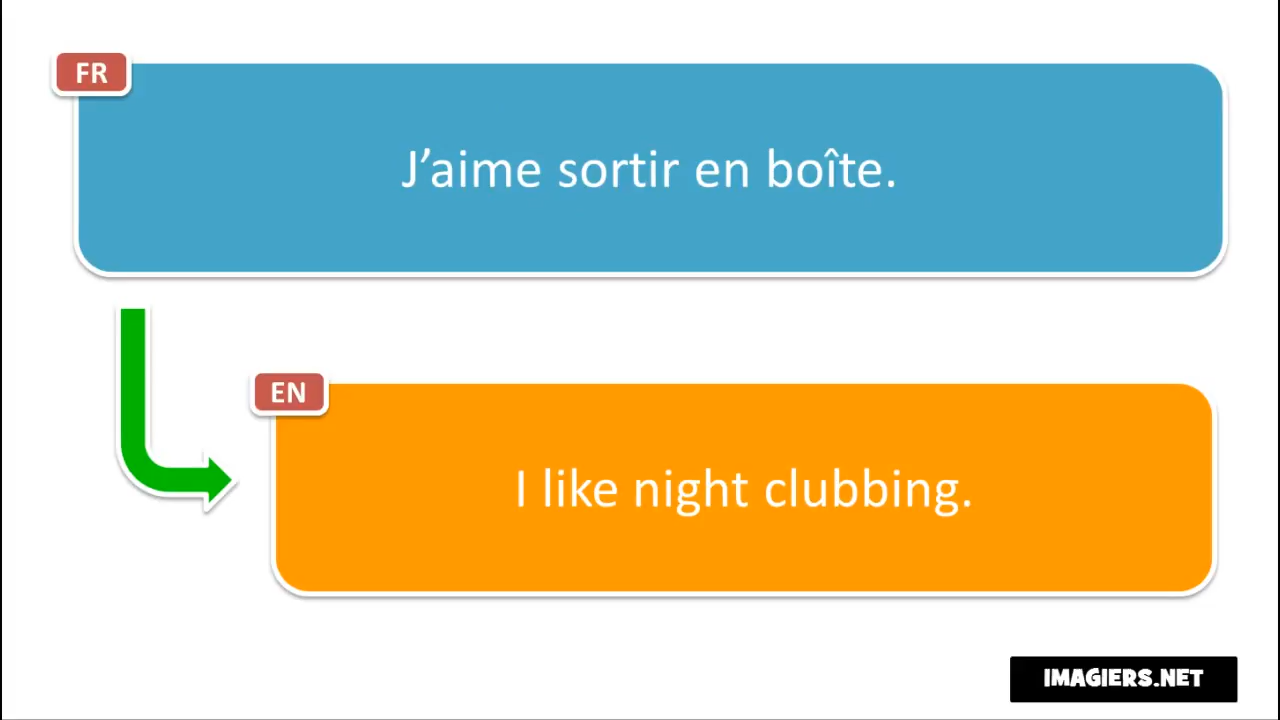 FR
J’aime sortir en boîte.
EN
I like night clubbing.
IMAGIERS.NET